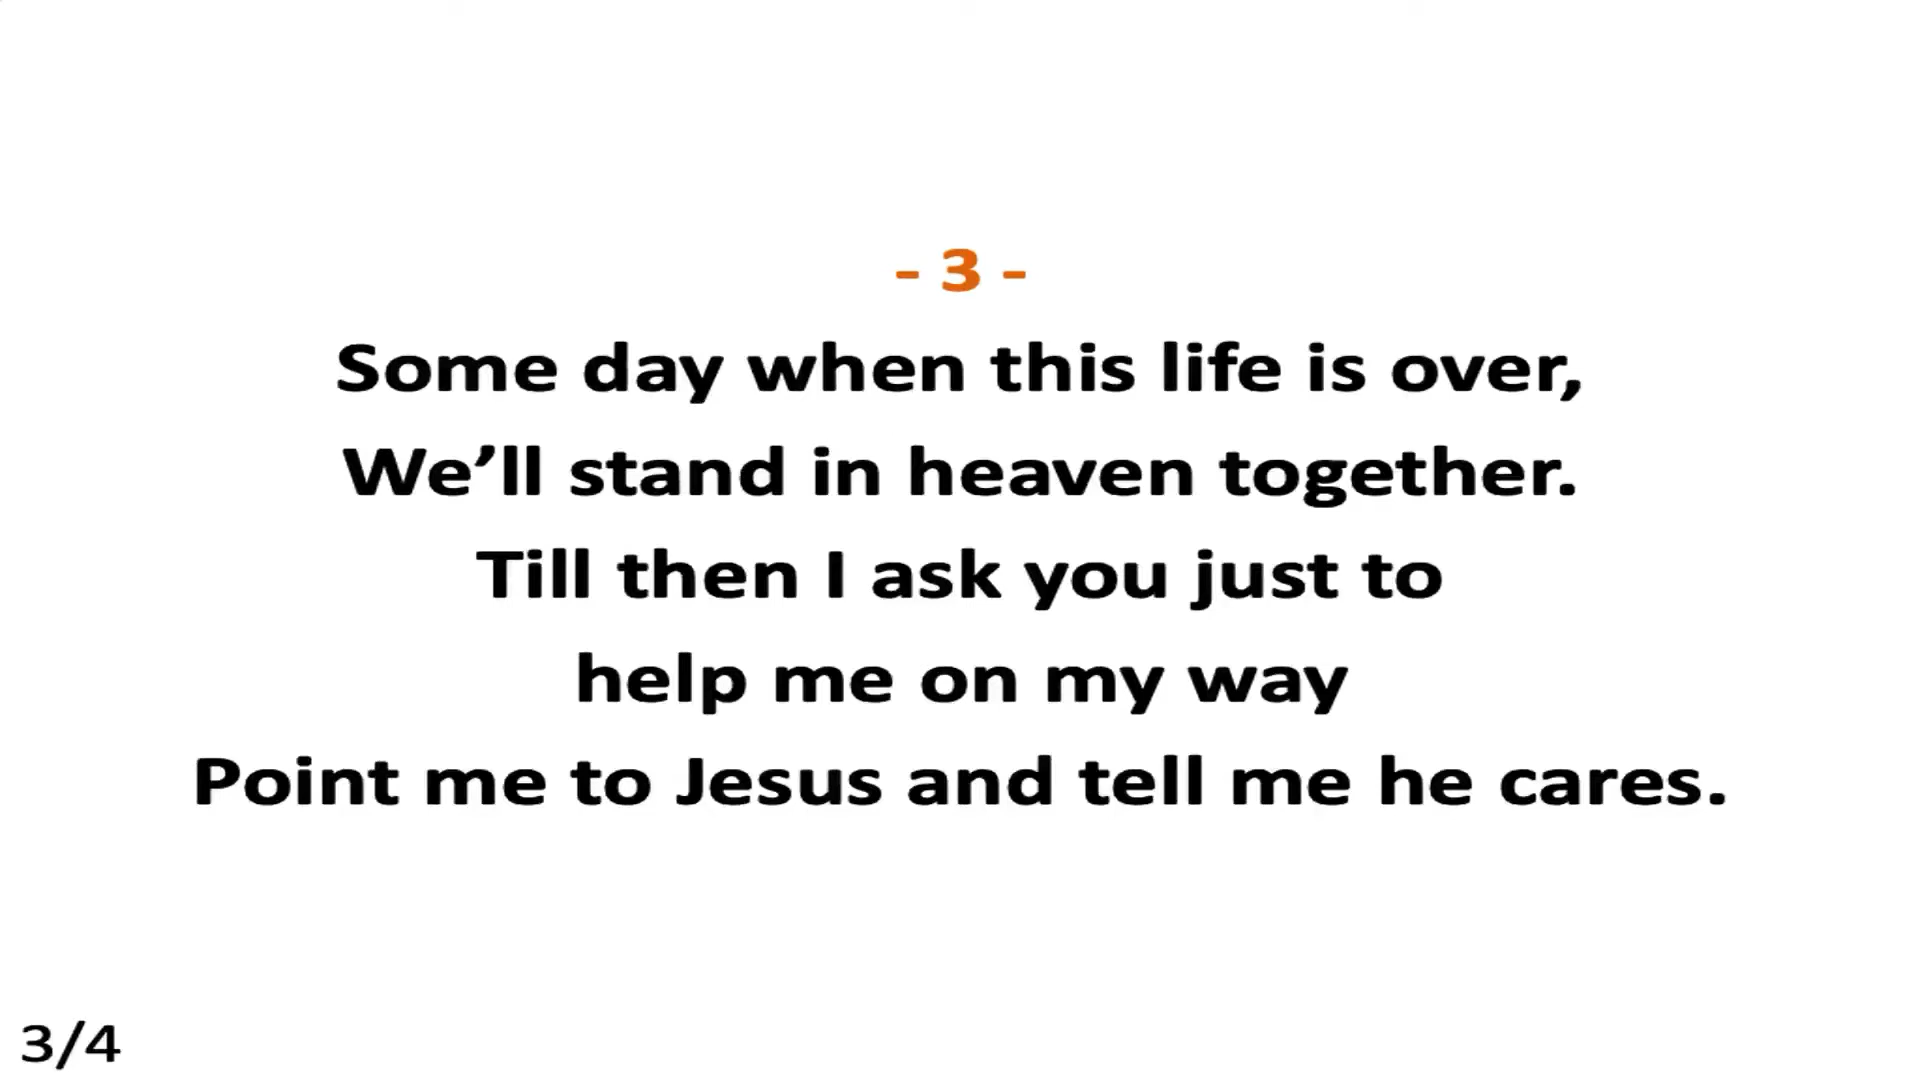 - 3 -
Some day when this life is over,
We’ll stand in heaven together.
Till then I ask you just to
help me on my way
Point me to Jesus and tell me he cares.
3/4